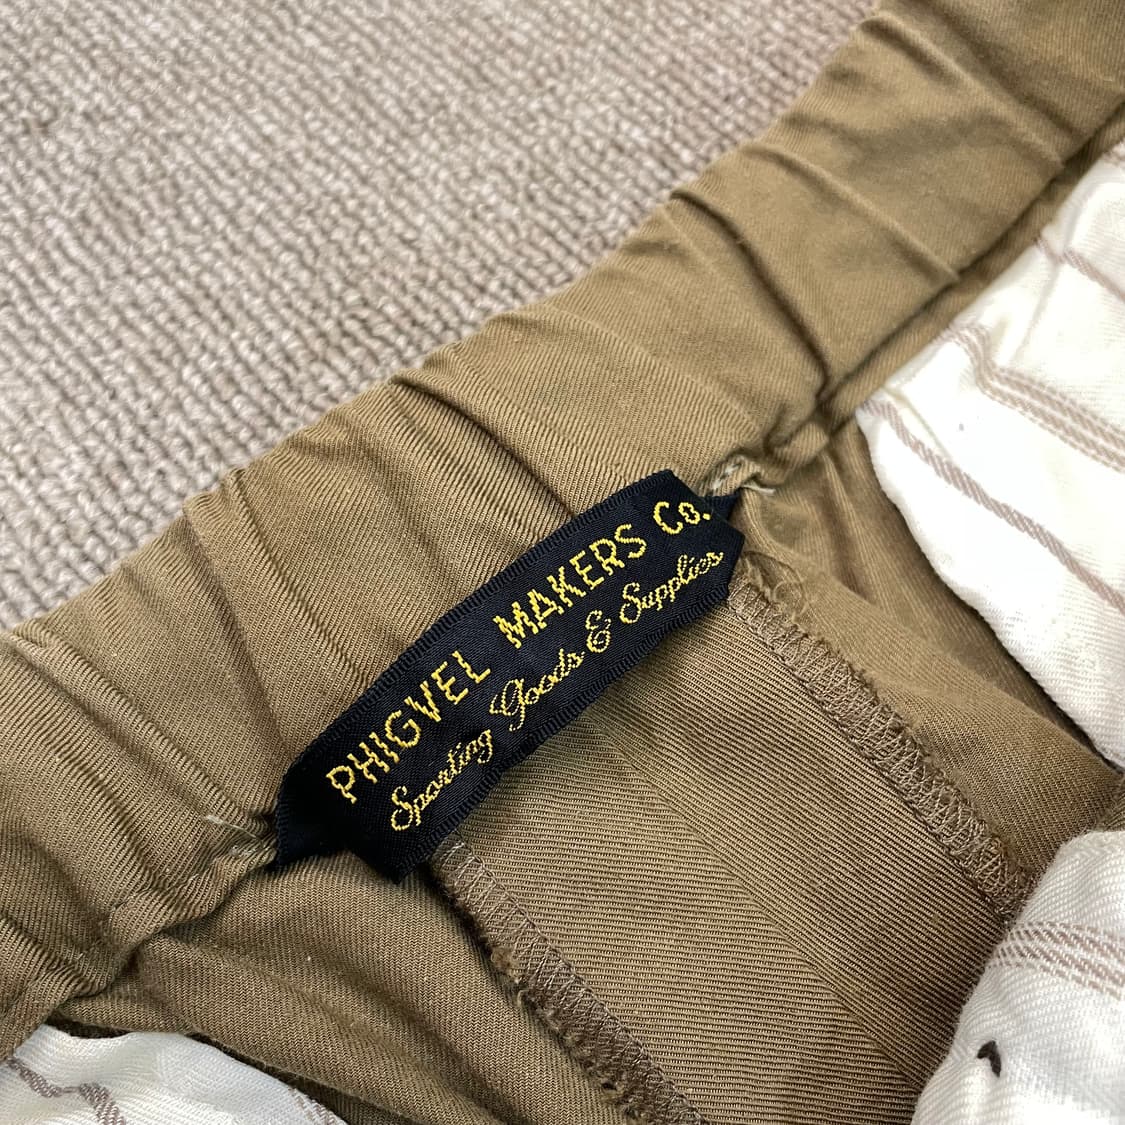 PHIGVEL MAKERS Co.
Sporting Goods & Supplies